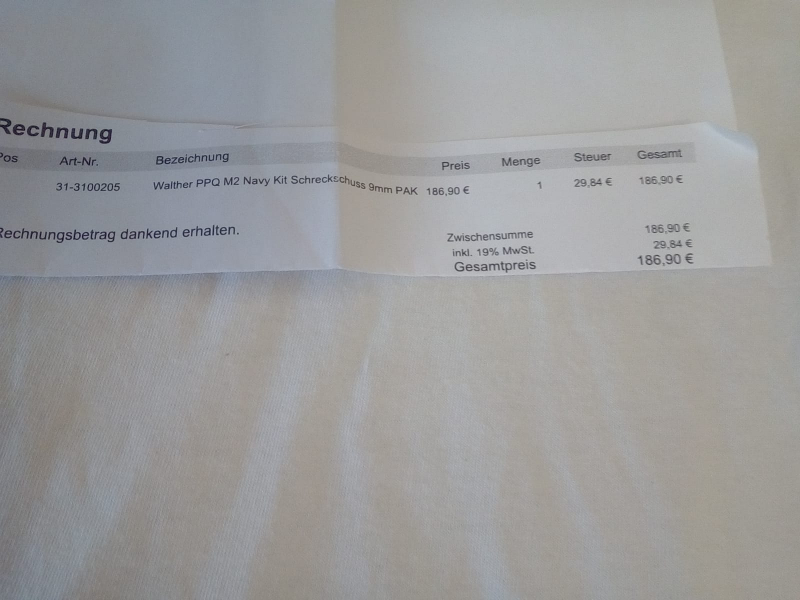 Rechnung
Pos Art-Nr. Bezeichnung Preis Menge Steuer Gesamt
31-3100205 Walther PPQ M2 Navy Kit Schreckschuss 9mm PAK 186,90 € 1 29,84 € 186,90 €
Rechnungsbetrag dankend erhalten.
Zwischensumme 186,90 €
inkl. 19% MwSt. 29,84 €
Gesamtpreis 186,90 €